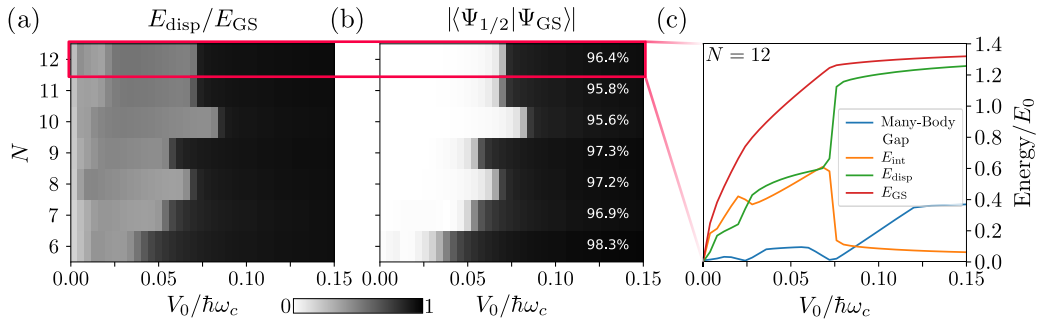 (a)
E_disp/E_GS
12
11
10
9
8
7
6
N
0.00
0.05
0.10
0.15
V_0/ħω_c
0
1
(b)
|⟨Ψ_1/2|Ψ_GS⟩|
96.4%
95.8%
95.6%
97.3%
97.2%
96.9%
98.3%
0.00
0.05
0.10
0.15
V_0/ħω_c
(c)
N = 12
Many-Body
Gap
E_int
E_disp
E_GS
1.4
1.2
1.0
0.8
0.6
0.4
0.2
0.0
Energy/E_0
0.00
0.05
0.10
0.15
V_0/ħω_c